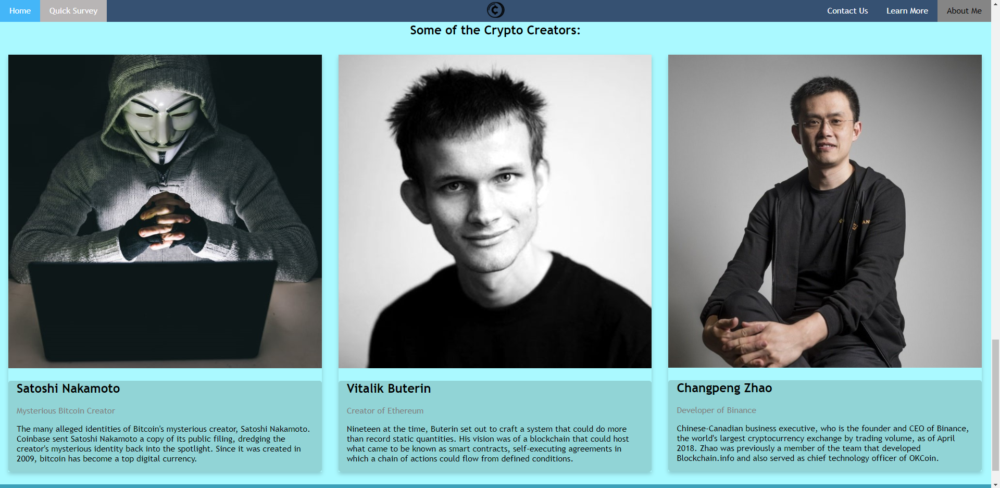 Home
Quick Survey
Contact Us
Learn More
About Me
Some of the Crypto Creators:
Satoshi Nakamoto
Mysterious Bitcoin Creator
The many alleged identities of Bitcoin's mysterious creator, Satoshi Nakamoto.
Coinbase sent Satoshi Nakamoto a copy of its public filing, dredging the
creator's mysterious identity back into the spotlight. Since it was created in
2009, bitcoin has become a top digital currency.
Vitalik Buterin
Creator of Ethereum
Nineteen at the time, Buterin set out to craft a system that could do more
than record static quantities. His vision was of a blockchain that could host
what came to be known as smart contracts, self-executing agreements in
which a chain of actions could flow from defined conditions.
Changpeng Zhao
Developer of Binance
Chinese-Canadian business executive, who is the founder and CEO of Binance,
the world's largest cryptocurrency exchange by trading volume, as of April
2018. Zhao was previously a member of the team that developed
Blockchain.info and also served as chief technology officer of OKCoin.